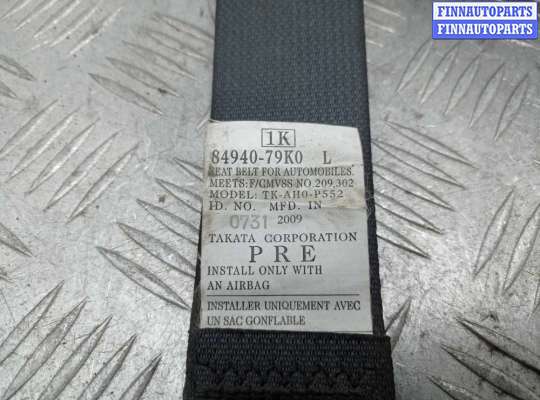 FINNAUTOPARTS
FINNAUTOPARTS
1K
84940-79K0 L
SEAT BELT FOR AUTOMOBILES.
MEETS: F/CMVSS NO.209,302
MODEL: TK-AH0-P552
ID. NO. MFD. IN
0731 2009
TAKATA CORPORATION
PRE
INSTALL ONLY WITH
AN AIRBAG
INSTALLER UNIQUEMENT AVEC
UN SAC GONFLABLE